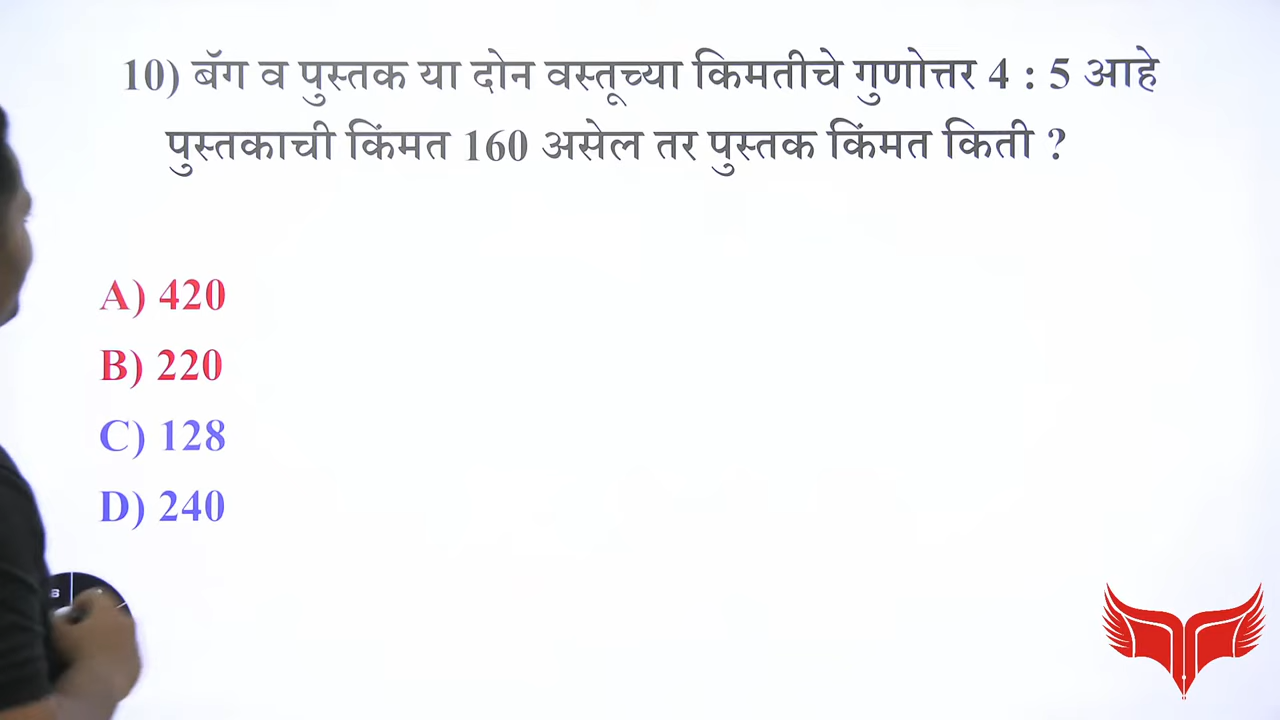 10) बॅग व पुस्तक या दोन वस्तूच्या किमतीचे गुणोत्तर 4 : 5 आहे
पुस्तकाची किंमत 160 असेल तर पुस्तक किंमत किती ?
A) 420
B) 220
C) 128
D) 240